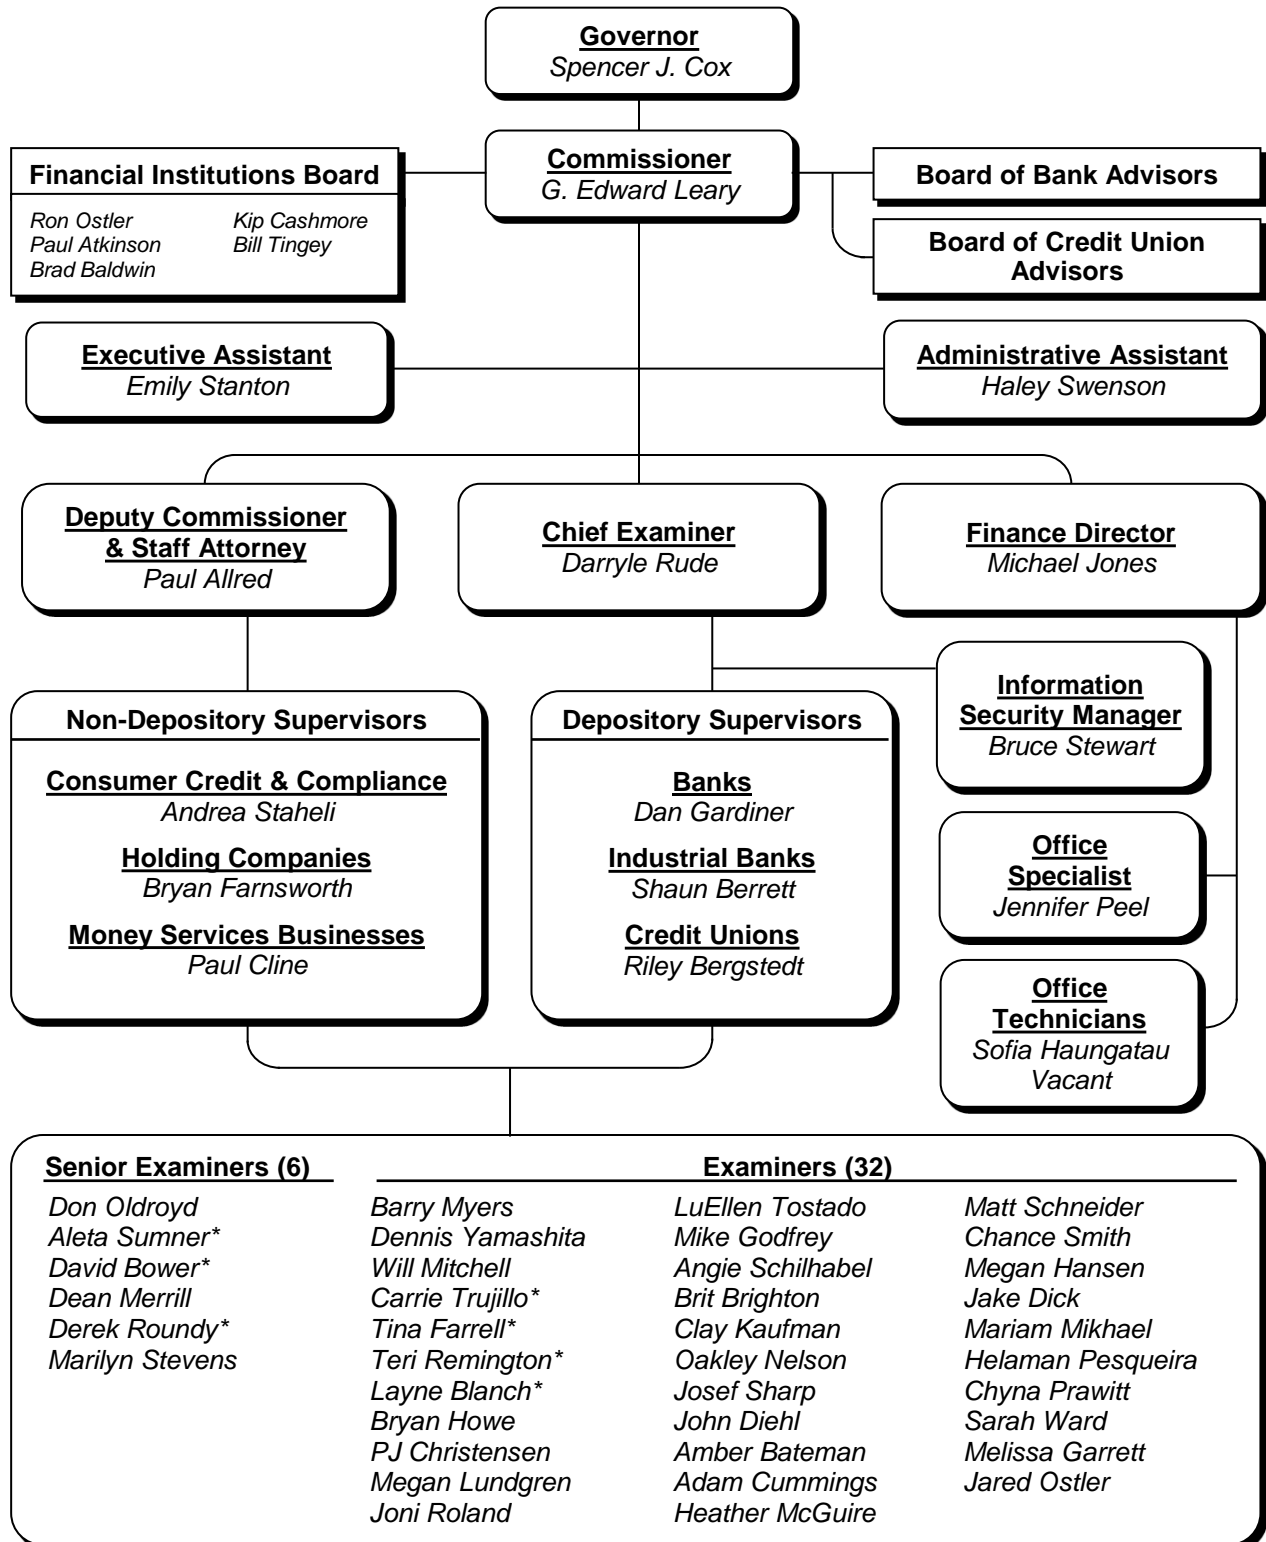 Governor
Spencer J. Cox
Commissioner
G. Edward Leary
Financial Institutions Board
Ron Ostler
Paul Atkinson
Brad Baldwin
Kip Cashmore
Bill Tingey
Board of Bank Advisors
Board of Credit Union
Advisors
Executive Assistant
Emily Stanton
Administrative Assistant
Haley Swenson
Deputy Commissioner
& Staff Attorney
Paul Allred
Chief Examiner
Darryle Rude
Finance Director
Michael Jones
Non-Depository Supervisors
Consumer Credit & Compliance
Andrea Staheli
Holding Companies
Bryan Farnsworth
Money Services Businesses
Paul Cline
Depository Supervisors
Banks
Dan Gardiner
Industrial Banks
Shaun Berrett
Credit Unions
Riley Bergstedt
Information
Security Manager
Bruce Stewart
Office
Specialist
Jennifer Peel
Office
Technicians
Sofia Haungatau
Vacant
Senior Examiners (6)
Don Oldroyd
Aleta Sumner*
David Bower*
Dean Merrill
Derek Roundy*
Marilyn Stevens
Examiners (32)
Barry Myers
Dennis Yamashita
Will Mitchell
Carrie Trujillo*
Tina Farrell*
Teri Remington*
Layne Blanch*
Bryan Howe
PJ Christensen
Megan Lundgren
Joni Roland
LuEllen Tostado
Mike Godfrey
Angie Schilhabel
Brit Brighton
Clay Kaufman
Oakley Nelson
Josef Sharp
John Diehl
Amber Bateman
Adam Cummings
Heather McGuire
Matt Schneider
Chance Smith
Megan Hansen
Jake Dick
Mariam Mikhael
Helaman Pesqueira
Chyna Prawitt
Sarah Ward
Melissa Garrett
Jared Ostler